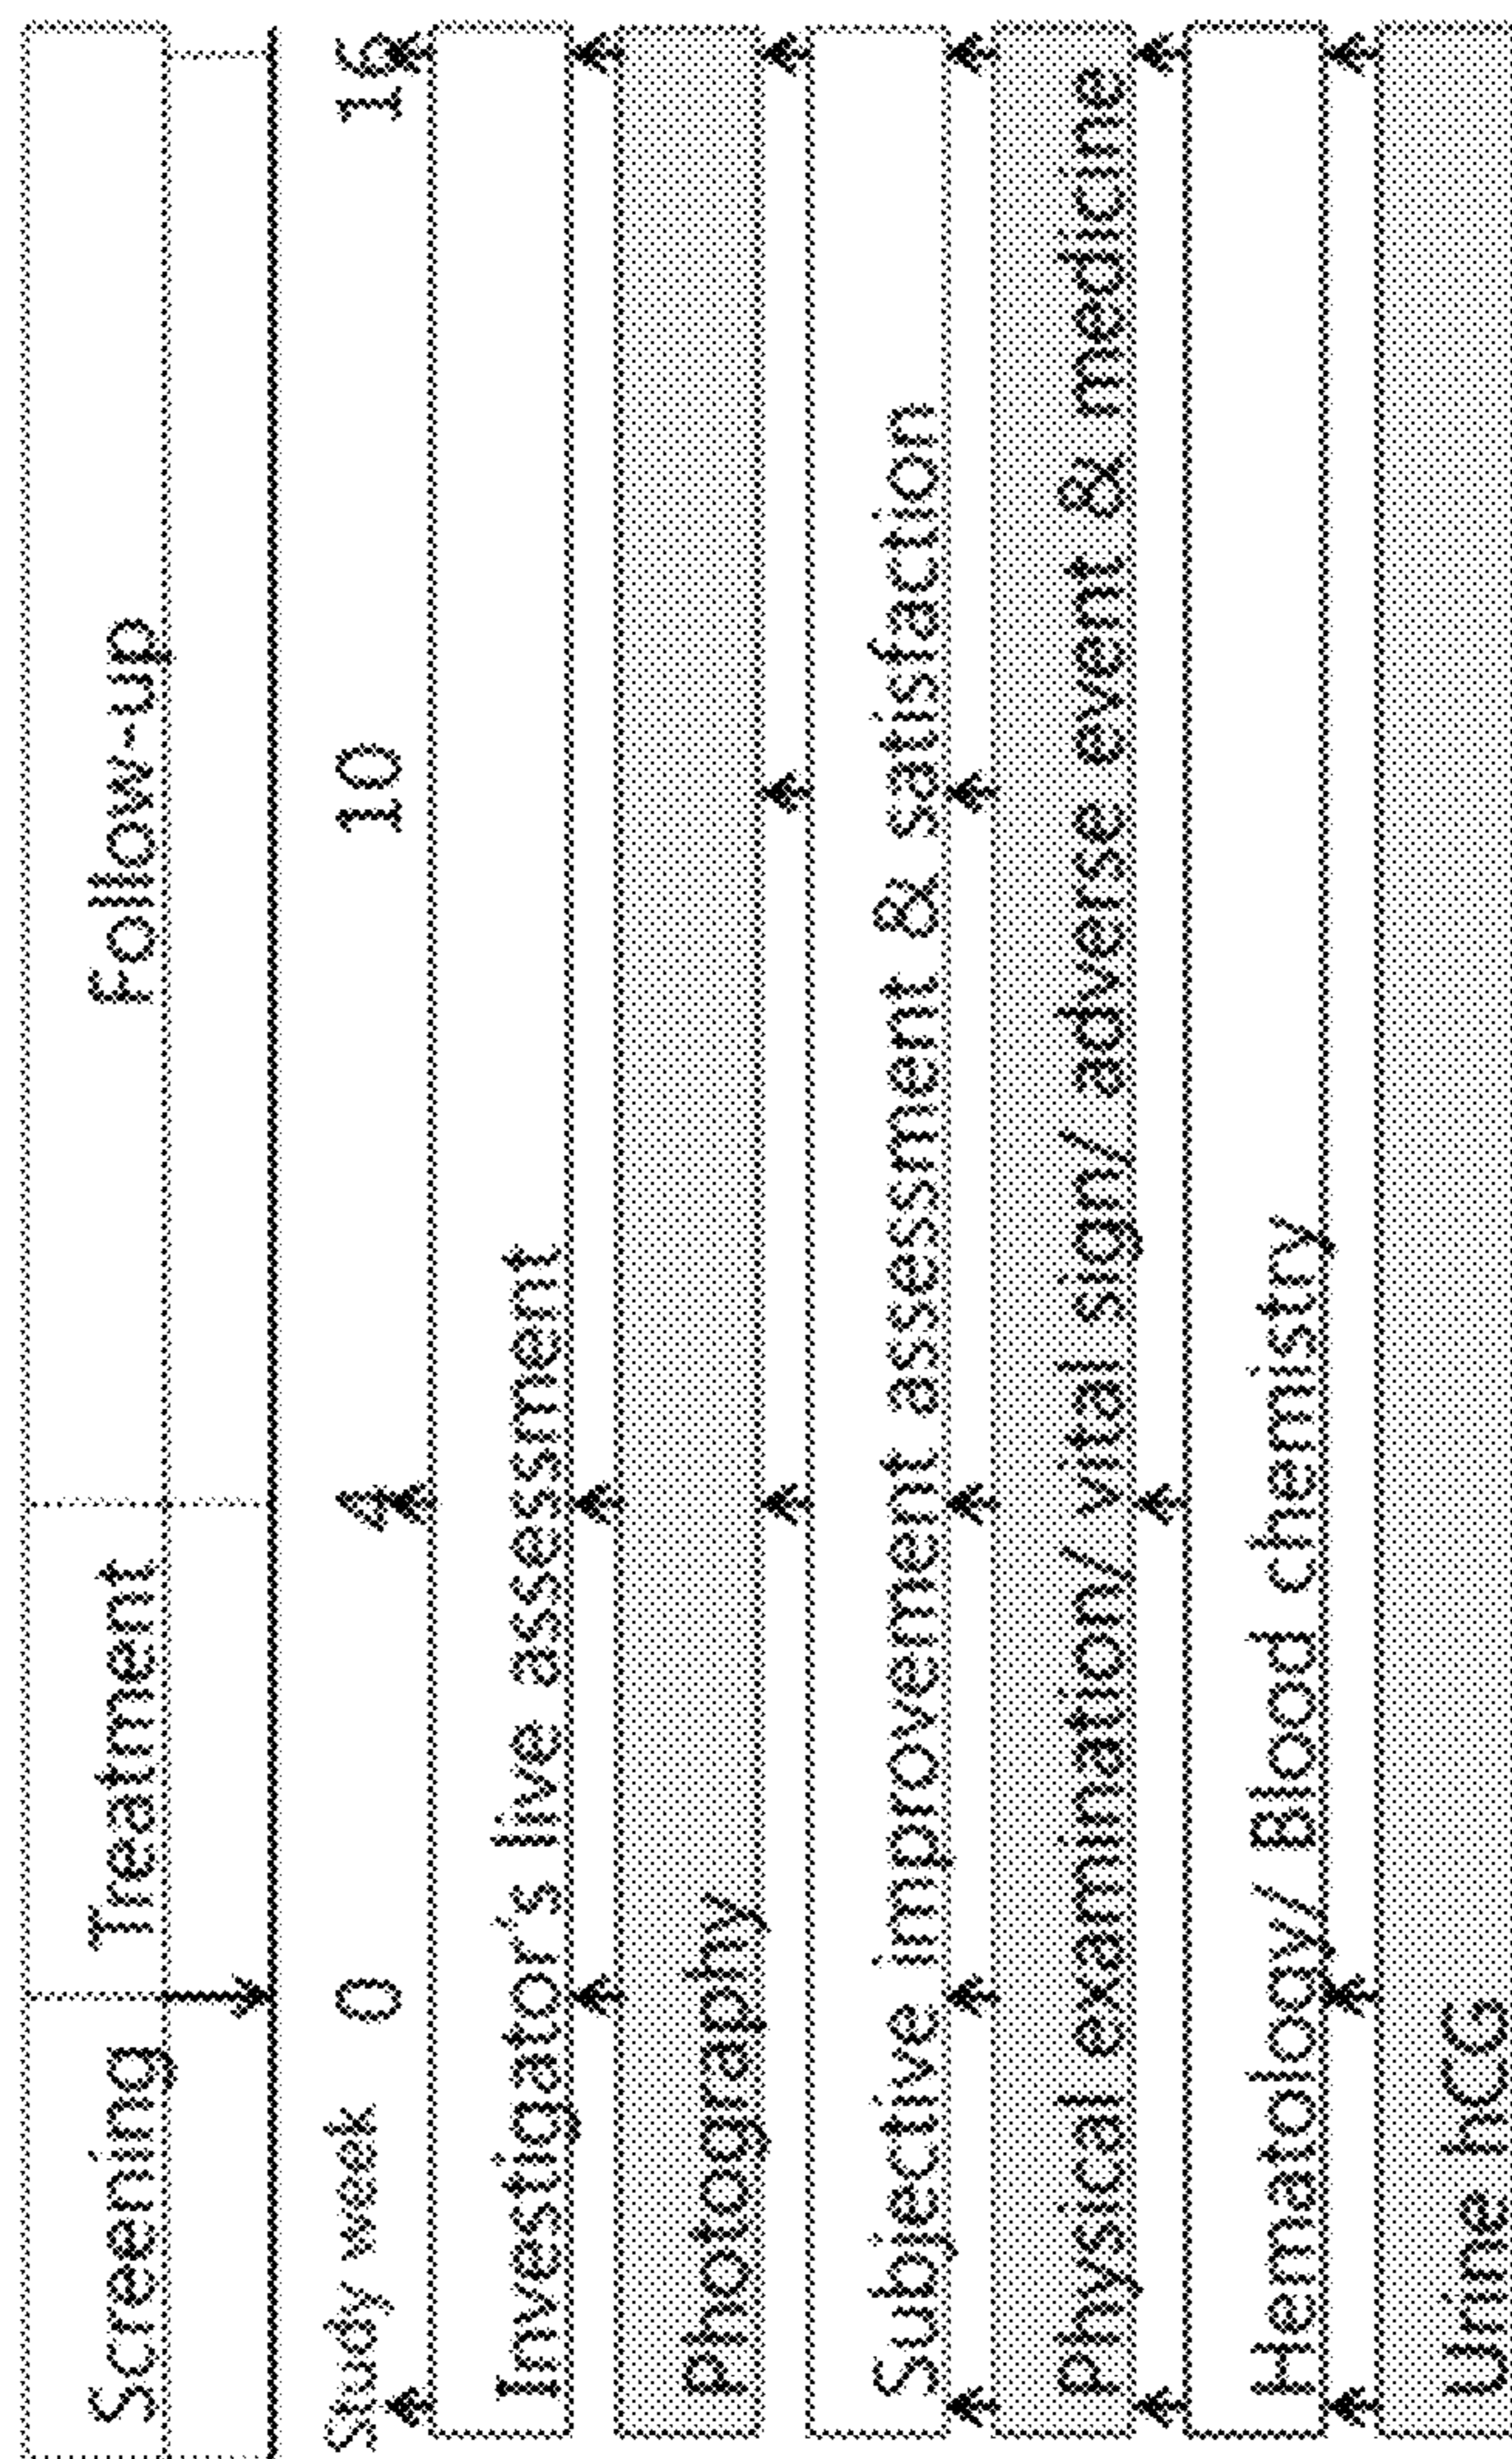 Screening Treatment Follow-up
Study week 0 4 10 16
Investigator's live assessment
Photography
Subjective improvement assessment & satisfaction
Physical examination/ vital sign/ adverse event & medicine
Hematology/ Blood chemistry
Urine hCG